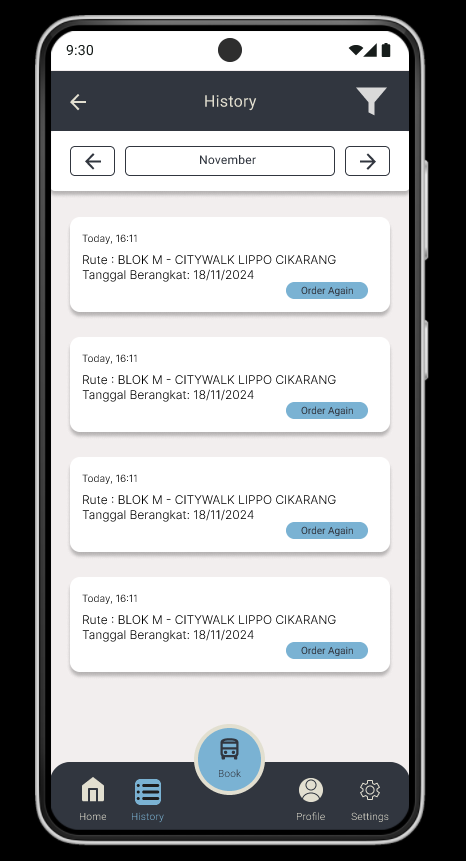 9:30
History
November
Today, 16:11
Rute : BLOK M - CITYWALK LIPPO CIKARANG
Tanggal Berangkat: 18/11/2024
Order Again
Today, 16:11
Rute : BLOK M - CITYWALK LIPPO CIKARANG
Tanggal Berangkat: 18/11/2024
Order Again
Today, 16:11
Rute : BLOK M - CITYWALK LIPPO CIKARANG
Tanggal Berangkat: 18/11/2024
Order Again
Today, 16:11
Rute : BLOK M - CITYWALK LIPPO CIKARANG
Tanggal Berangkat: 18/11/2024
Order Again
Home
History
Book
Profile
Settings